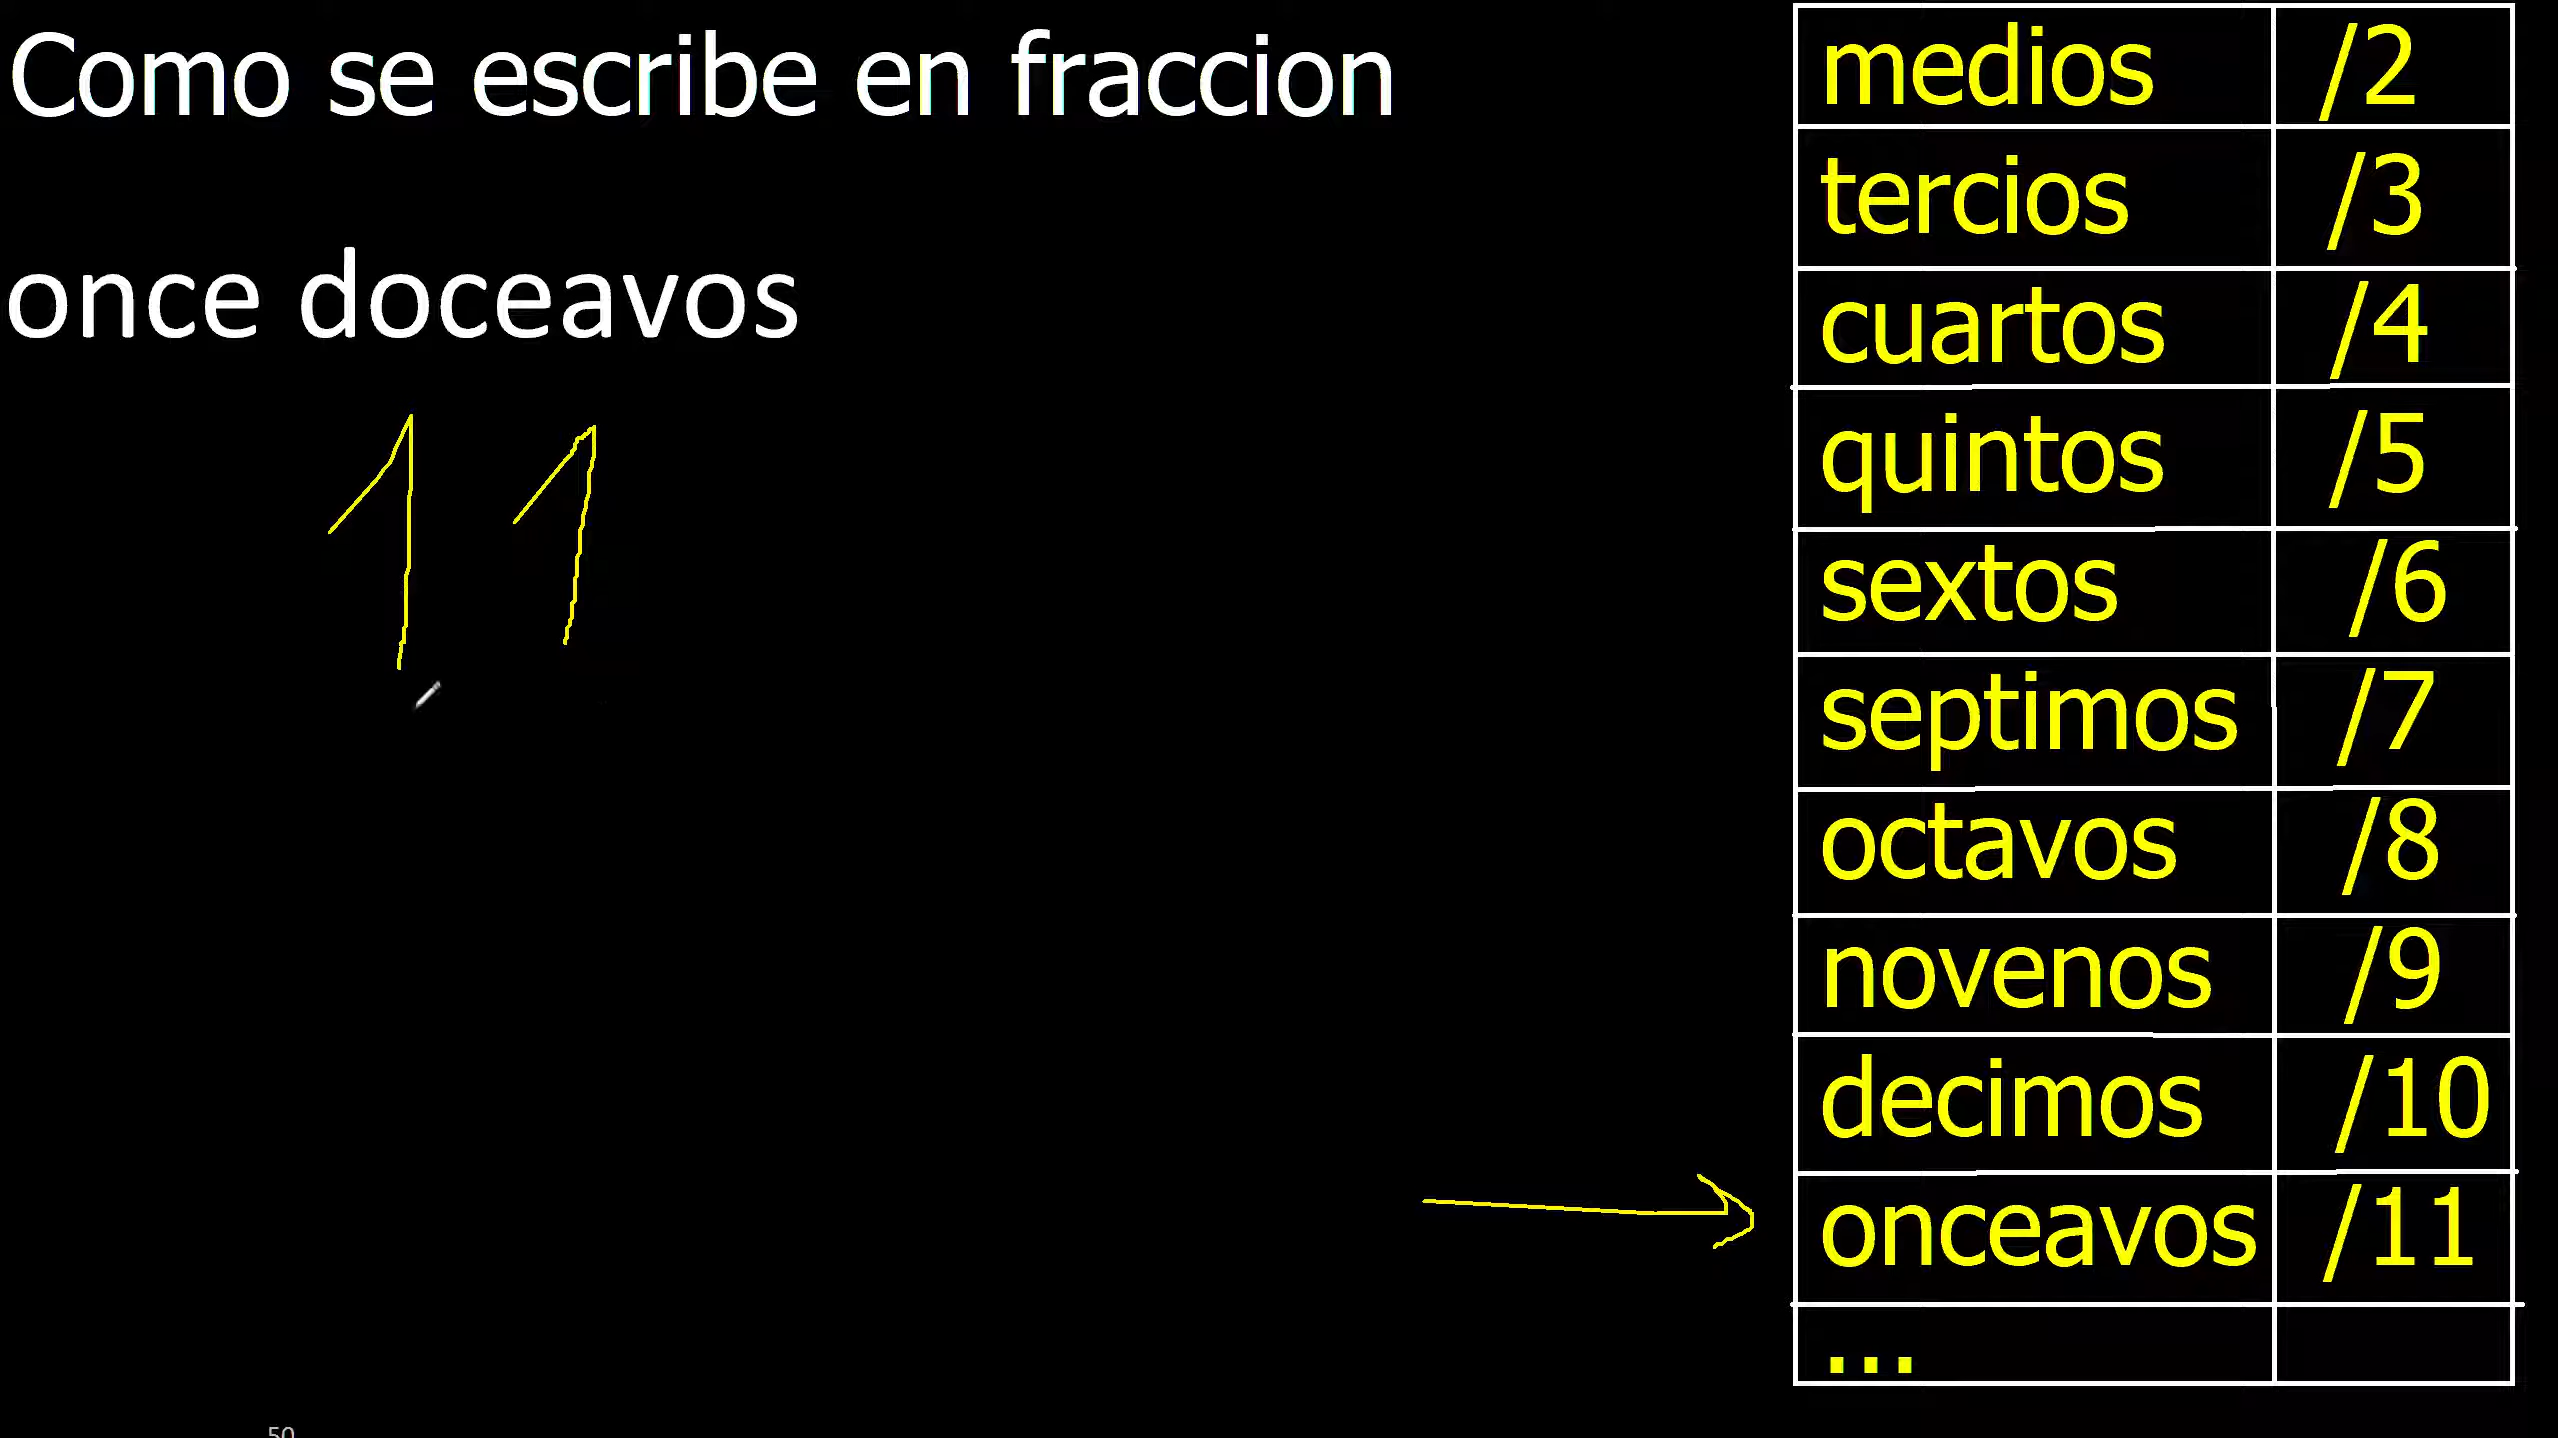 Como se escribe en fraccion
once doceavos
11
medios /2
tercios /3
cuartos /4
quintos /5
sextos /6
septimos /7
octavos /8
novenos /9
decimos /10
onceavos /11
...
50